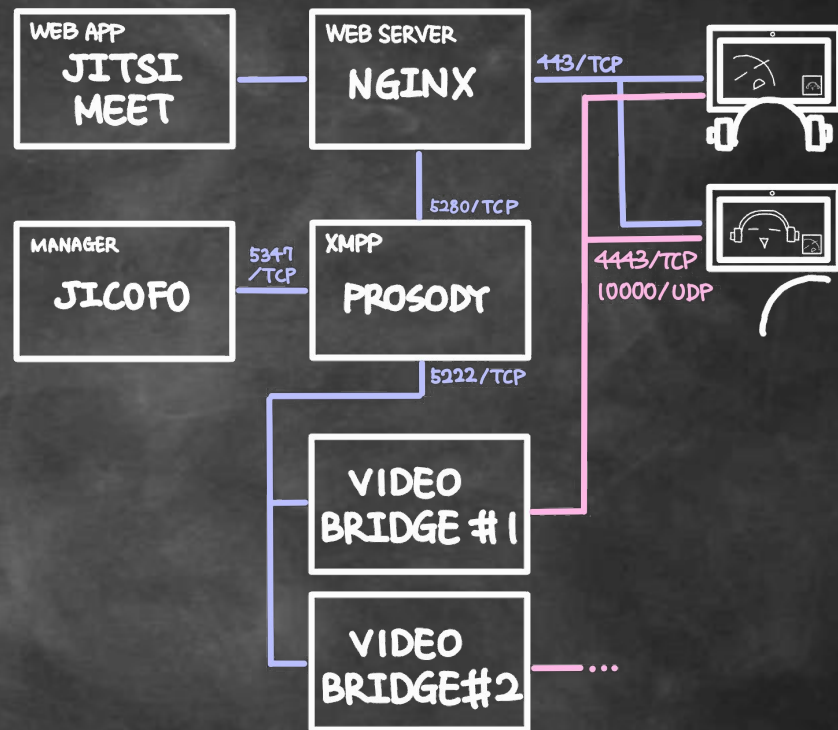 WEB APP
JITSI
MEET
WEB SERVER
NGINX
443/TCP
5280/TCP
MANAGER
JICOFO
5347
/TCP
XMPP
PROSODY
4443/TCP
10000/UDP
5222/TCP
VIDEO
BRIDGE #1
VIDEO
BRIDGE#2
...